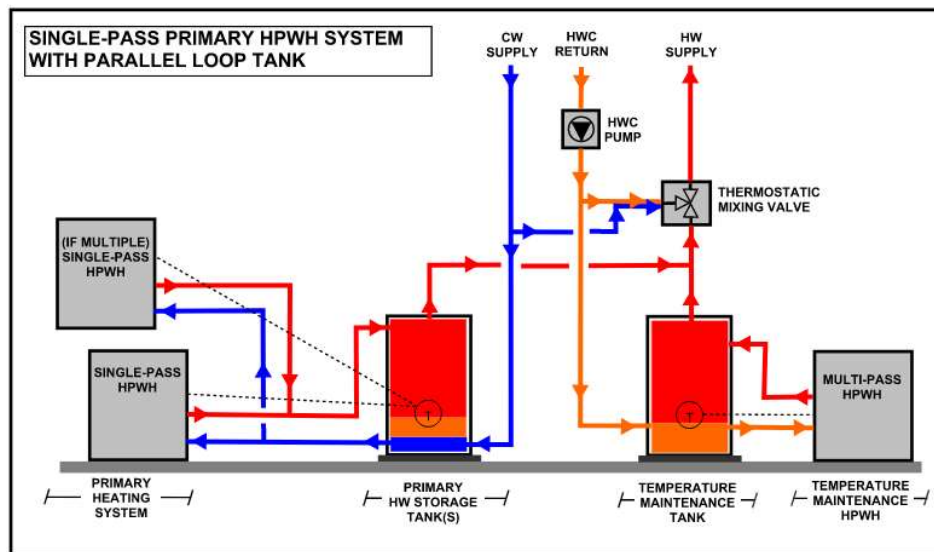 SINGLE-PASS PRIMARY HPWH SYSTEM
WITH PARALLEL LOOP TANK
CW
SUPPLY
HWC
RETURN
HW
SUPPLY
HWC
PUMP
THERMOSTATIC
MIXING VALVE
(IF MULTIPLE)
SINGLE-PASS
HPWH
SINGLE-PASS
HPWH
T
T
MULTI-PASS
HPWH
PRIMARY
HEATING
SYSTEM
PRIMARY
HW STORAGE
TANK(S)
TEMPERATURE
MAINTENANCE
TANK
TEMPERATURE
MAINTENANCE
HPWH